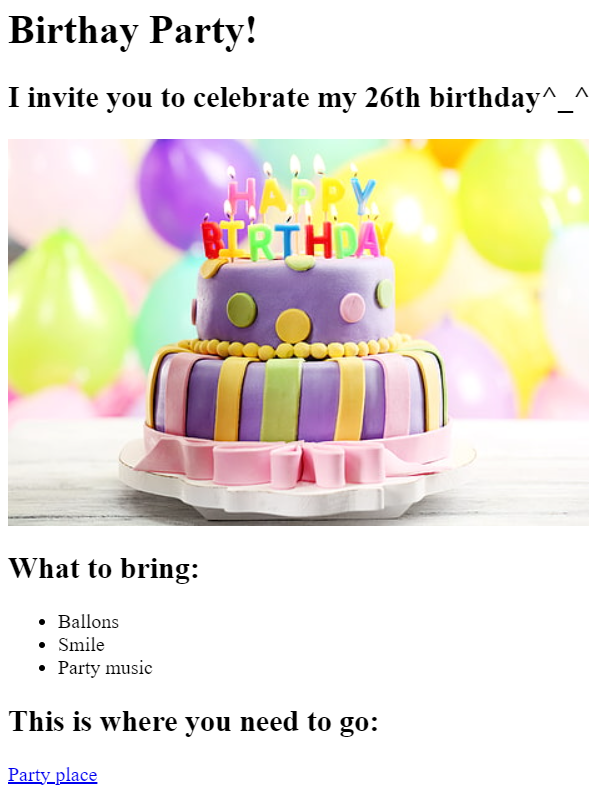 Birthay Party!
I invite you to celebrate my 26th birthday^_^
HAPPY
BIRTHDAY
What to bring:
Ballons
Smile
Party music
This is where you need to go:
Party place